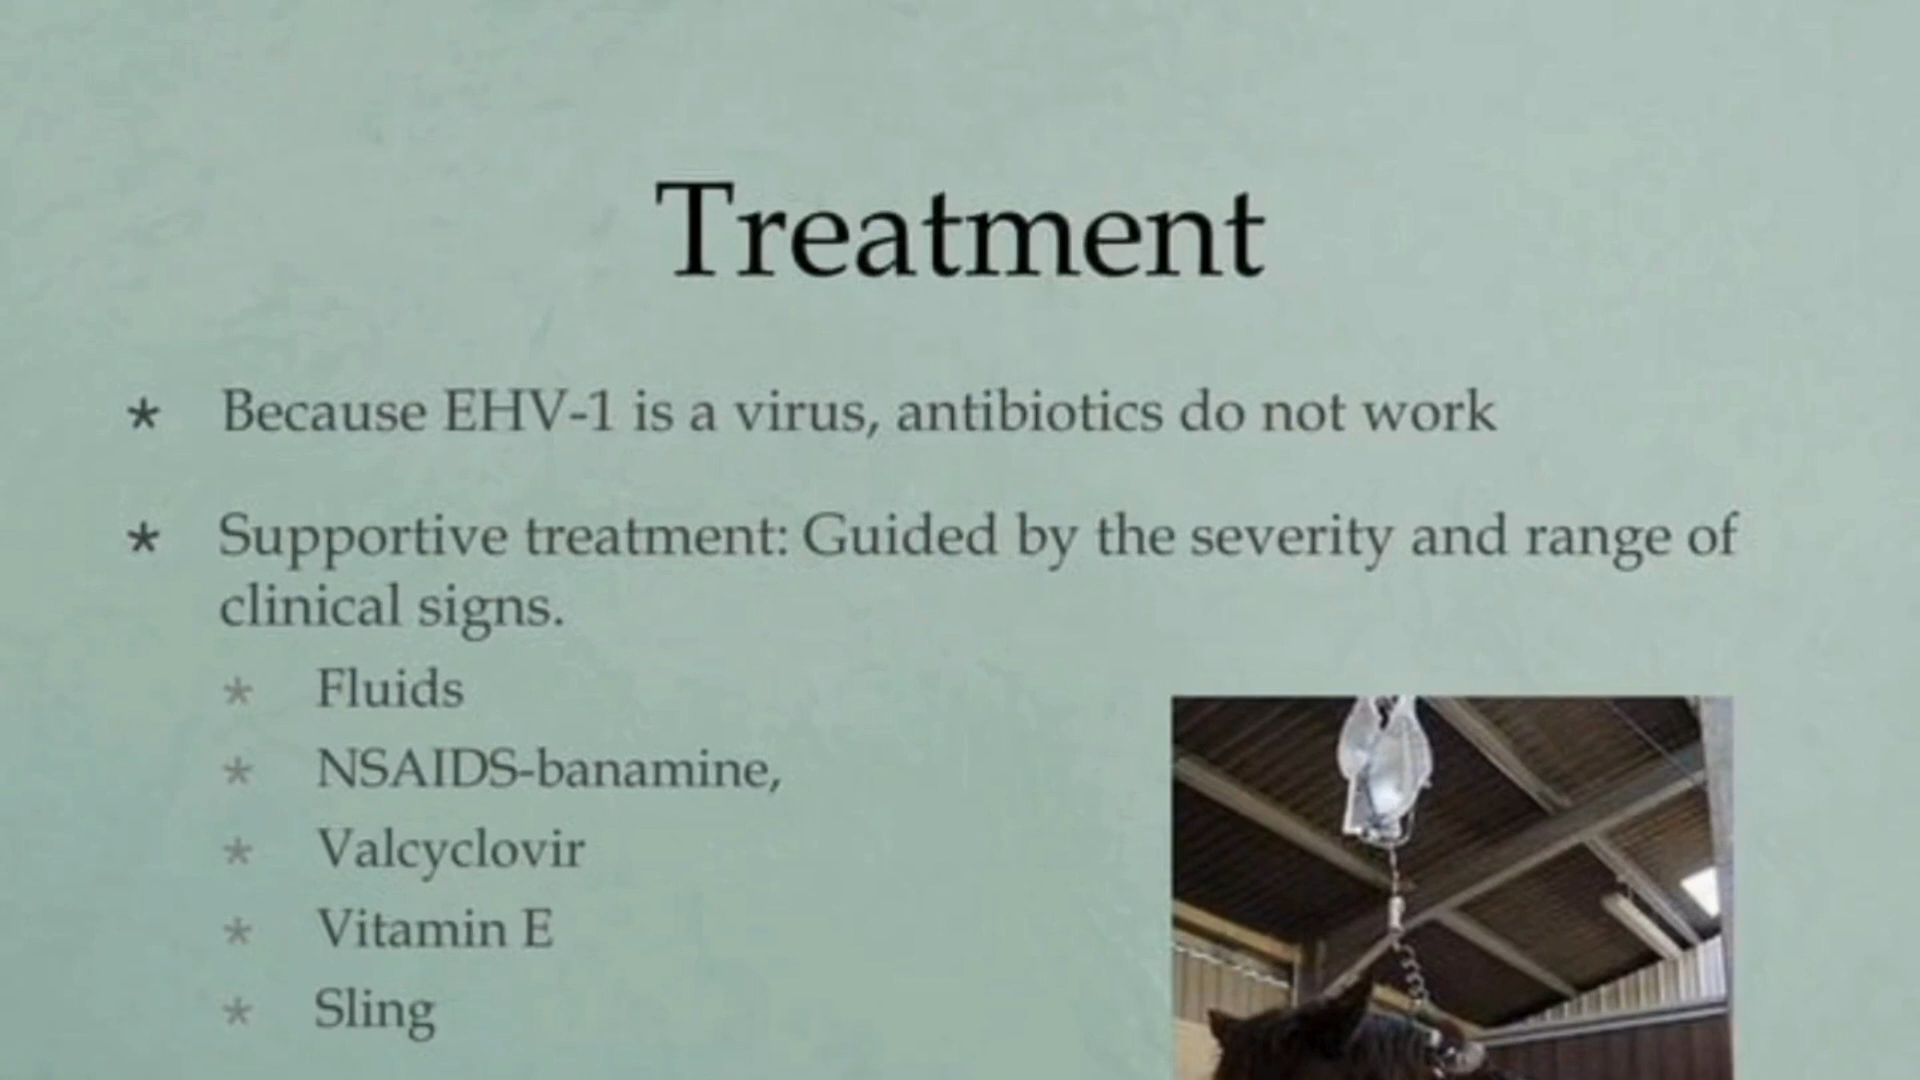 Treatment
* Because EHV-1 is a virus, antibiotics do not work
* Supportive treatment: Guided by the severity and range of
clinical signs.
* Fluids
* NSAIDS-banamine,
* Valcyclovir
* Vitamin E
* Sling